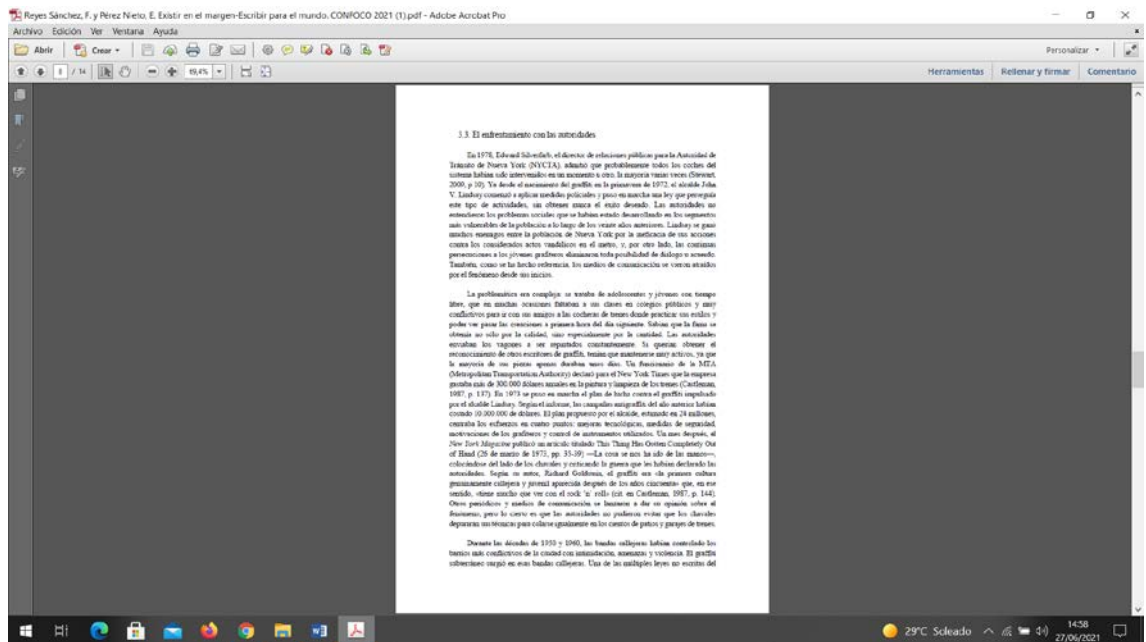 Reyes Sánchez, F. y Pérez Nieto, E. Existir en el margen-Escribir para el mundo. CONFOCO 2021 (1).pdf - Adobe Acrobat Pro
Archivo Edición Ver Ventana Ayuda
Abrir Crear Personalizar
8 / 14 69,4% Herramientas Rellenar y firmar Comentario
3.3. El enfrentamiento con las autoridades
En 1978, Edward Silverfarb, el director de relaciones públicas para la Autoridad de
Tránsito de Nueva York (NYCTA), admitió que probablemente todos los coches del
sistema habían sido intervenidos en un momento u otro, la mayoría varias veces (Stewart,
2009, p. 30). Ya desde el nacimiento del graffiti en la primavera de 1972, el alcalde John
V. Lindsay comenzó a aplicar medidas policiales y puso en marcha una ley que perseguía
este tipo de actividades, sin obtener nunca el éxito deseado. Las autoridades no
entendieron los problemas sociales que se habían estado desarrollando en los segmentos
más vulnerables de la población a lo largo de los veinte años anteriores. Lindsay se ganó
muchos enemigos entre la población de Nueva York por la ineficacia de sus acciones
contra los considerados actos vandálicos en el metro, y, por otro lado, las continuas
persecuciones a los jóvenes grafiteros eliminaron toda posibilidad de diálogo o acuerdo.
También, como se ha hecho referencia, los medios de comunicación se vieron atraídos
por el fenómeno desde sus inicios.
La problemática era compleja: se trataba de adolescentes y jóvenes con tiempo
libre, que en muchas ocasiones faltaban a sus clases en colegios públicos y muy
conflictivos para ir con sus amigos a las cocheras de trenes donde practicar sus estilos y
poder ver pasar las creaciones a primera hora del día siguiente. Sabían que la fama se
obtenía no sólo por la calidad, sino especialmente por la cantidad. Las autoridades
enviaban los vagones a ser repintados constantemente. Si querían obtener el
reconocimiento de otros escritores de graffiti, tenían que mantenerse muy activos, ya que
la mayoría de sus piezas apenas duraban unos días. Un funcionario de la MTA
(Metropolitan Transportation Authority) declaró para el New York Times que la empresa
gastaba más de 300.000 dólares anuales en la pintura y limpieza de los trenes (Castleman,
1987, p. 137). En 1973 se puso en marcha el plan de lucha contra el graffiti impulsado
por el alcalde Lindsay. Según el informe, las campañas antigraffiti del año anterior habían
costado 10.000.000 de dólares. El plan propuesto por el alcalde, estimado en 24 millones,
centraba los esfuerzos en cuatro puntos: mejoras tecnológicas, medidas de seguridad,
motivaciones de los grafiteros y control de instrumentos utilizados. Un mes después, el
New York Magazine publicó un artículo titulado This Thing Has Gotten Completely Out
of Hand (26 de marzo de 1973, pp. 35-39) —La cosa se nos ha ido de las manos—,
colocándose del lado de los chavales y criticando la guerra que les habían declarado las
autoridades. Según su autor, Richard Goldstein, el graffiti era «la primera cultura
genuinamente callejera y juvenil aparecida después de los años cincuenta» que, en ese
sentido, «tiene mucho que ver con el rock 'n' roll» (cit. en Castleman, 1987, p. 144).
Otros periódicos y medios de comunicación se lanzaron a dar su opinión sobre el
fenómeno, pero lo cierto es que las autoridades no pudieron evitar que los chavales
depuraran sus técnicas para colarse igualmente en los cientos de patios y garajes de trenes.
Durante las décadas de 1950 y 1960, las bandas callejeras habían controlado los
barrios más conflictivos de la ciudad con intimidación, amenazas y violencia. El graffiti
subterráneo surgió en esas bandas callejeras. Una de las múltiples leyes no escritas del
29°C Soleado 14:58
27/06/2021